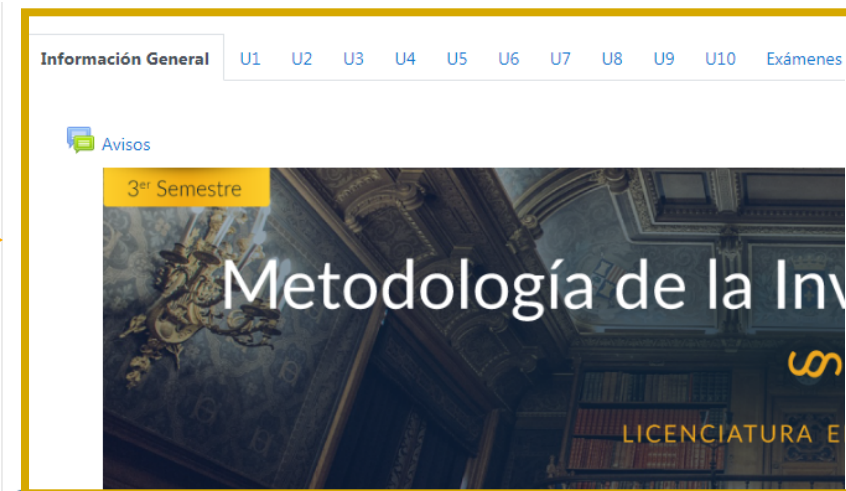 Información General U1 U2 U3 U4 U5 U6 U7 U8 U9 U10 Exámenes
Avisos
3er Semestre
Metodología de la
LICENCIATURA